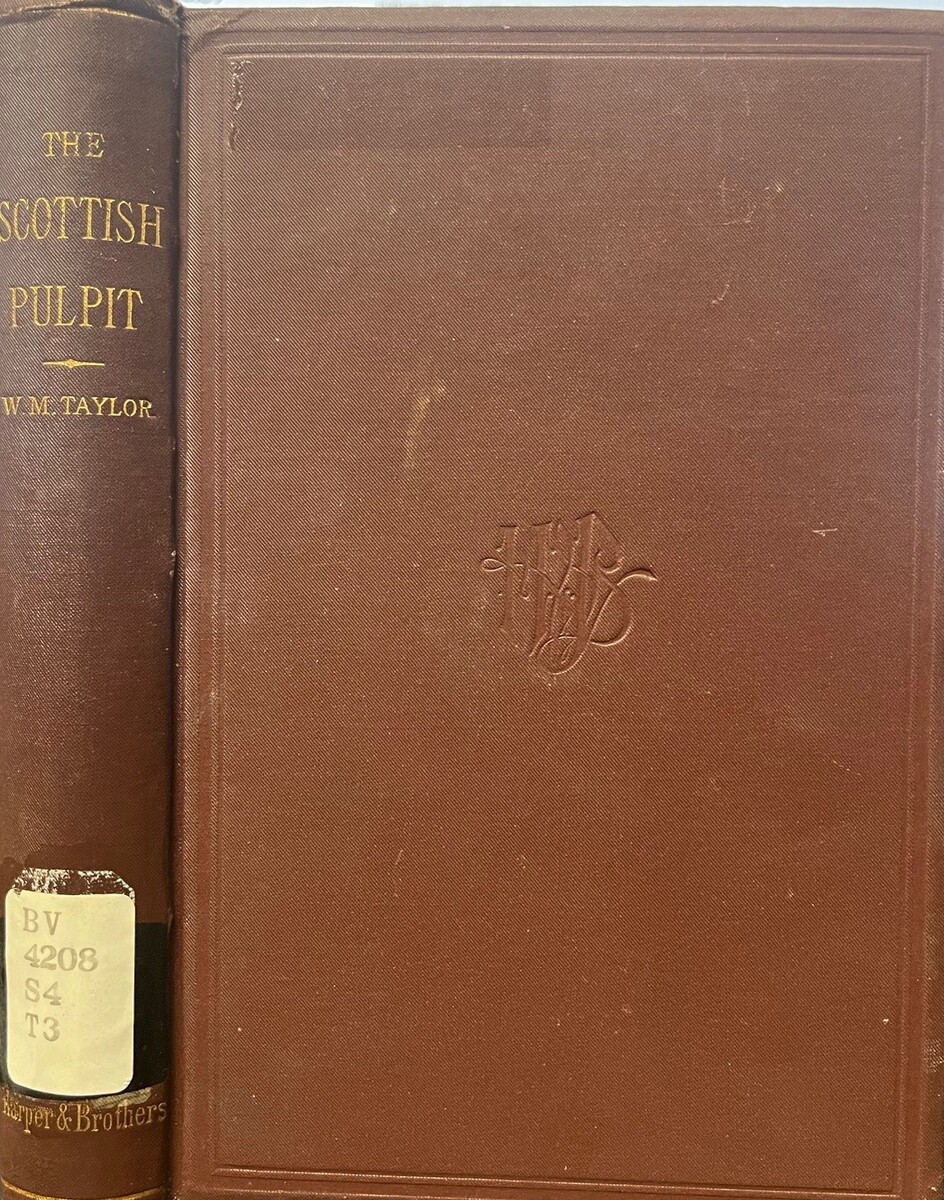 THE
SCOTTISH
PULPIT
W. M. TAYLOR
BV
4208
S4
T3
Harper & Brothers